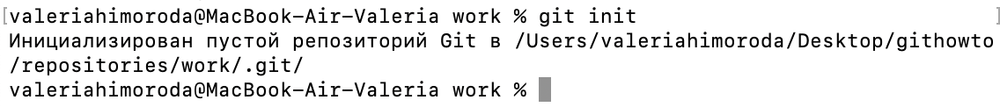 [valeriahimoroda@MacBook-Air-Valeria work % git init ]
Инициализирован пустой репозиторий Git в /Users/valeriahimoroda/Desktop/githowto
/repositories/work/.git/
valeriahimoroda@MacBook-Air-Valeria work %